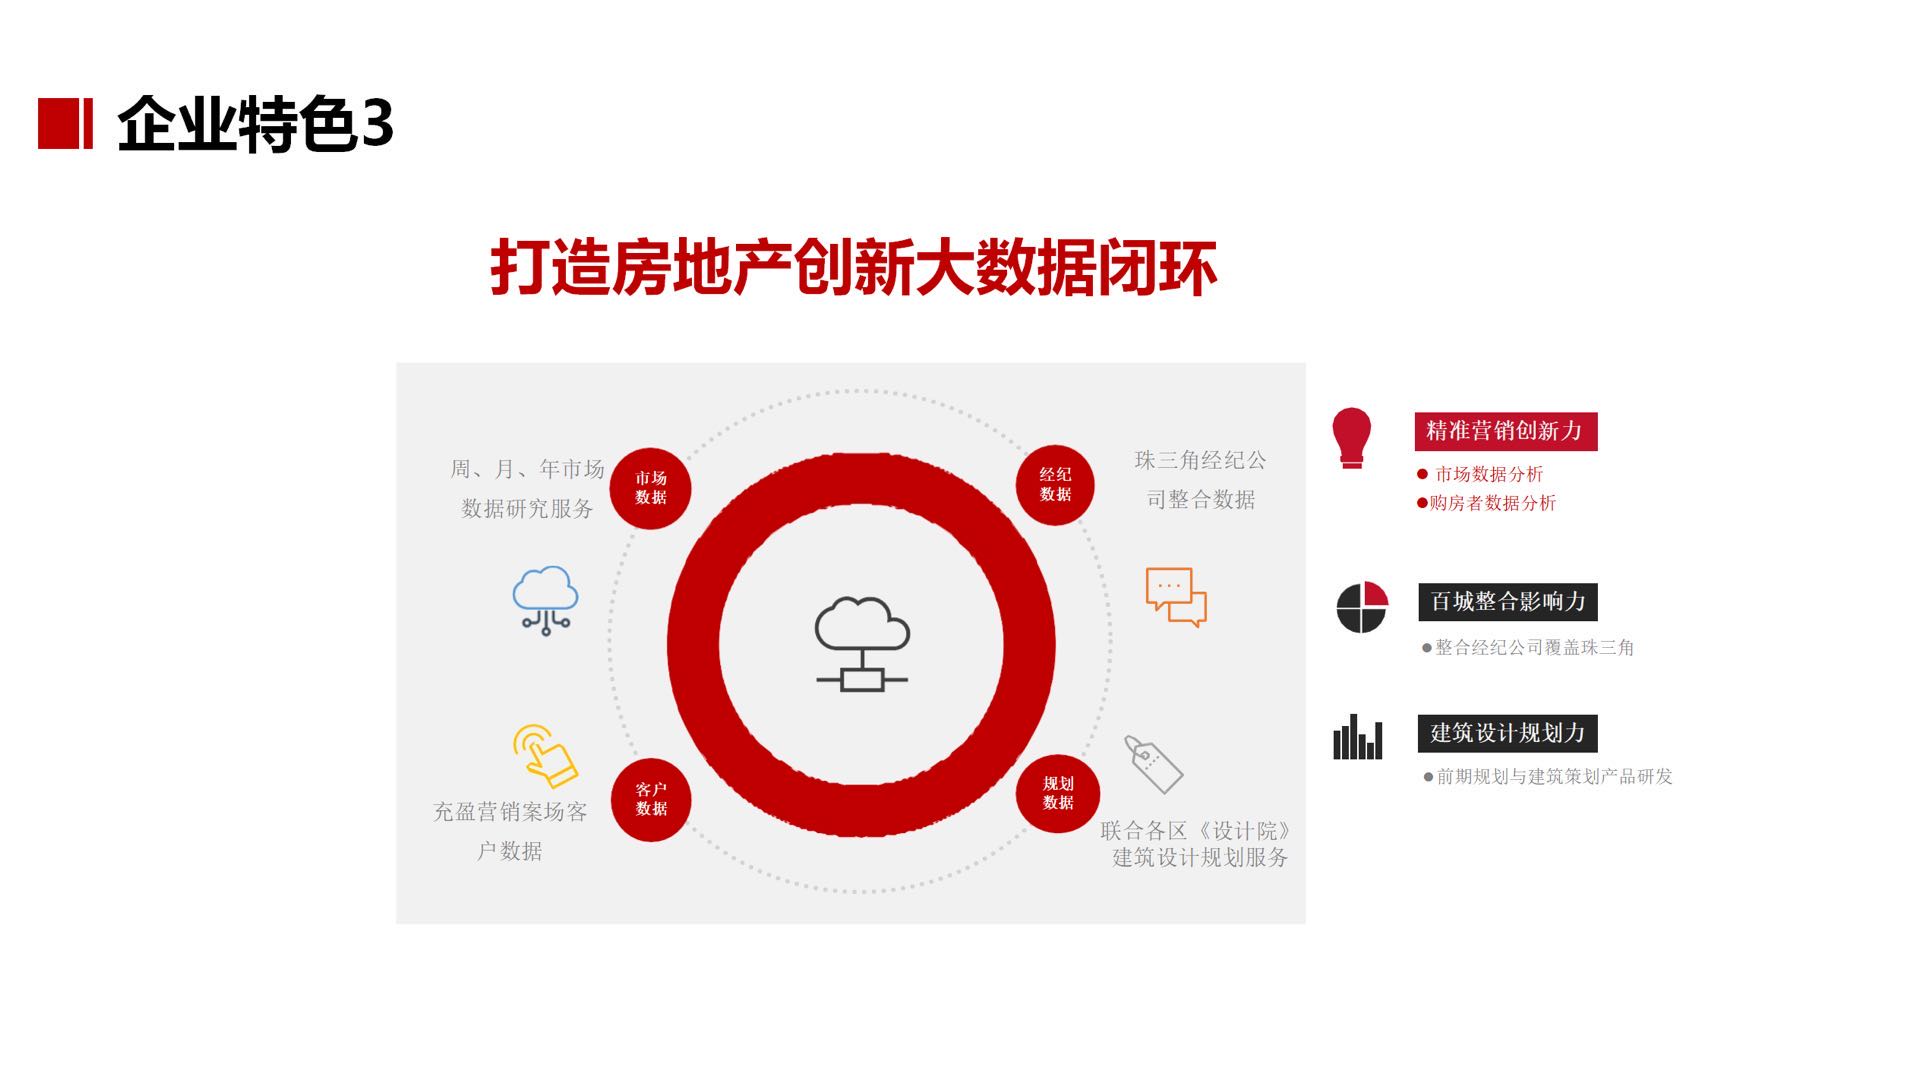 企业特色3
打造房地产创新大数据闭环
周、月、年市场
数据研究服务
市场
数据
经纪
数据
珠三角经纪公
司整合数据
客户
数据
充盈营销案场客
户数据
规划
数据
联合各区《设计院》
建筑设计规划服务
精准营销创新力
● 市场数据分析
●购房者数据分析
百城整合影响力
●整合经纪公司覆盖珠三角
建筑设计规划力
●前期规划与建筑策划产品研发